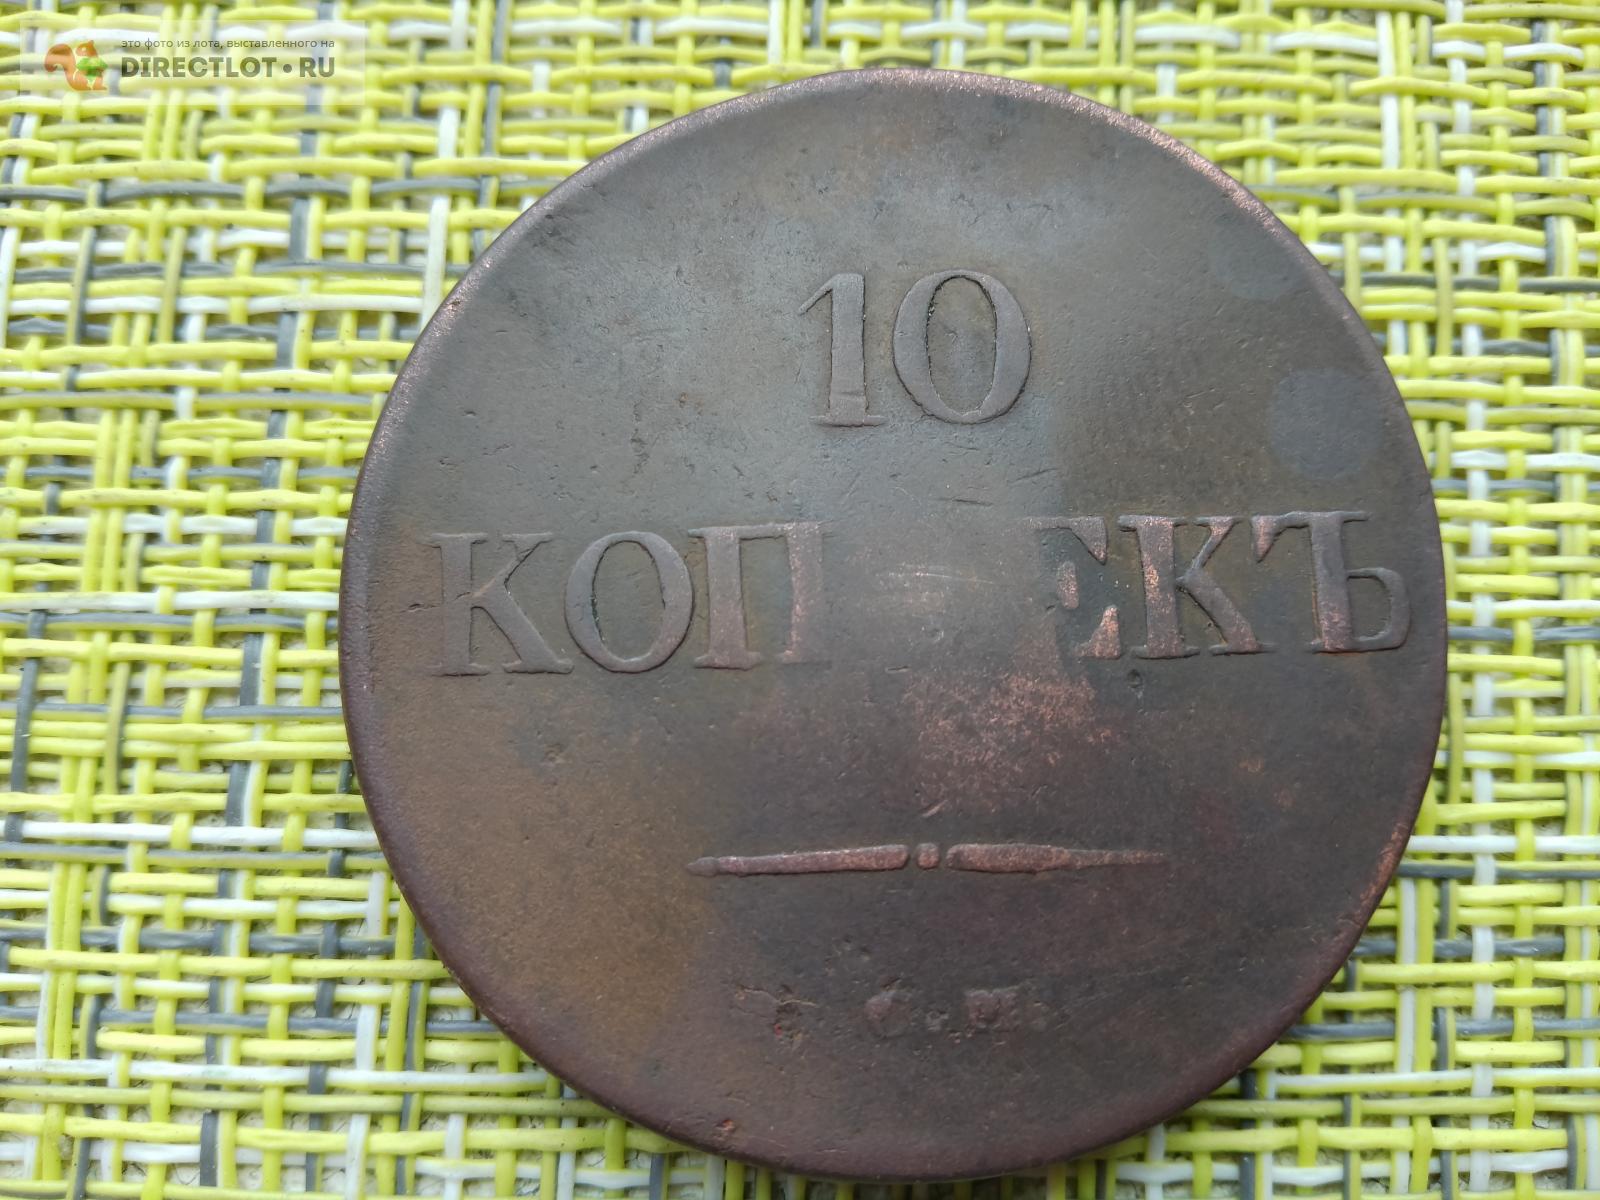 это фото из лота, выставленного на
DIRECTLOT•RU
10
КОП ЕКЪ
С.М.